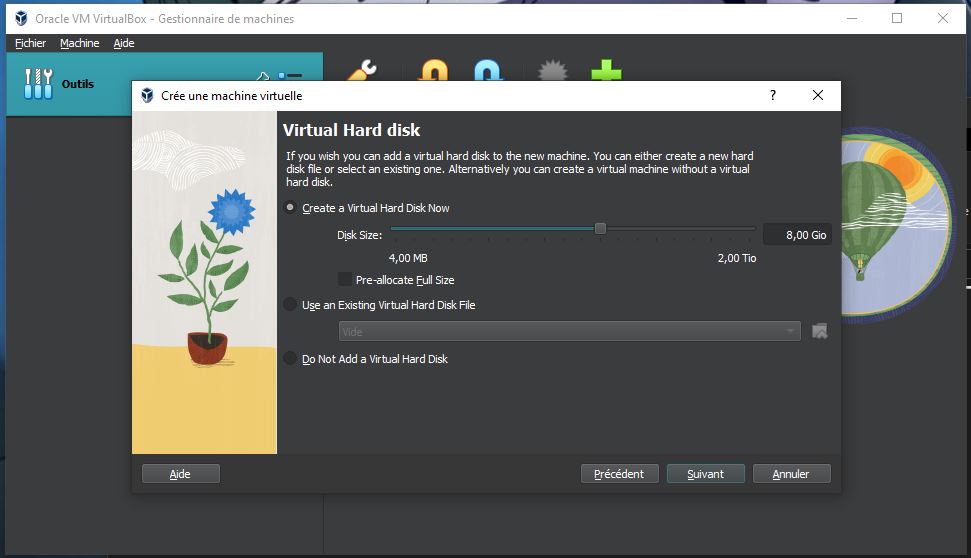 Oracle VM VirtualBox - Gestionnaire de machines
Fichier Machine Aide
Outils
Crée une machine virtuelle
?
Virtual Hard disk
If you wish you can add a virtual hard disk to the new machine. You can either create a new hard
disk file or select an existing one. Alternatively you can create a virtual machine without a virtual
hard disk.
Create a Virtual Hard Disk Now
Disk Size: 8,00 Gio
4,00 MB 2,00 Tio
Pre-allocate Full Size
Use an Existing Virtual Hard Disk File
Vide
Do Not Add a Virtual Hard Disk
Aide Précédent Suivant Annuler